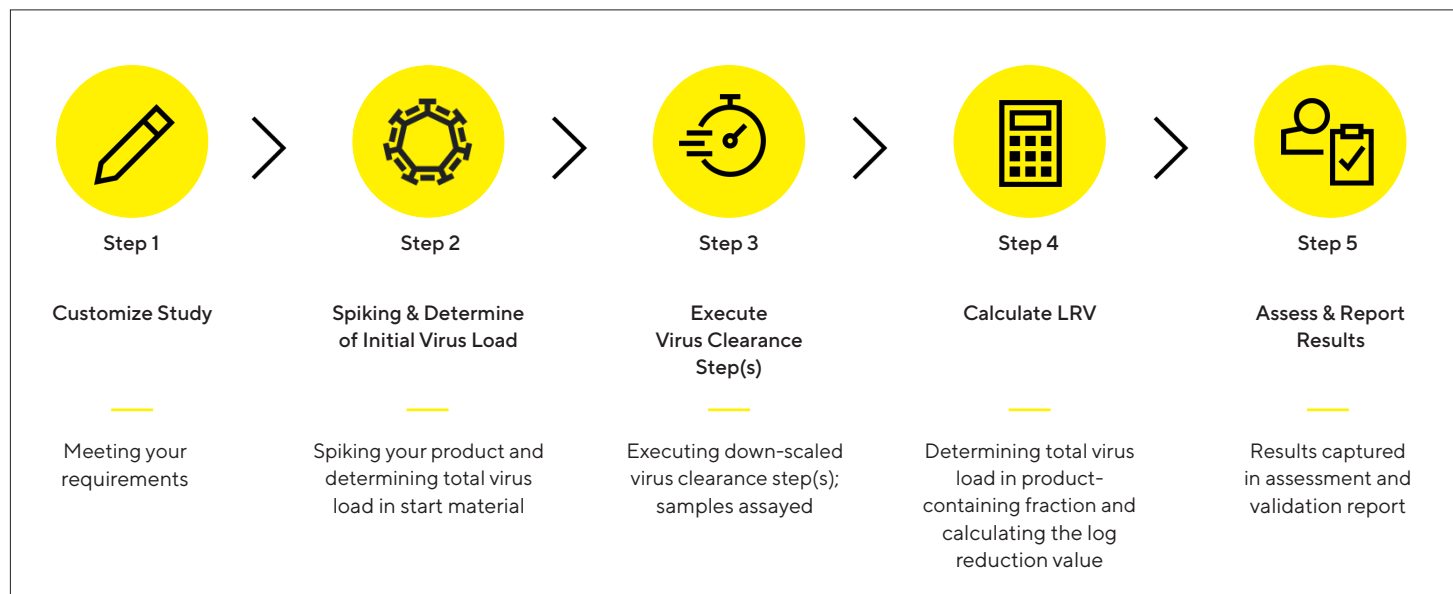 Step 1
Customize Study
Meeting your
requirements
Step 2
Spiking & Determine
of Initial Virus Load
Spiking your product and
determining total virus
load in start material
Step 3
Execute
Virus Clearance
Step(s)
Executing down-scaled
virus clearance step(s);
samples assayed
Step 4
Calculate LRV
Determining total virus
load in product-
containing fraction and
calculating the log
reduction value
Step 5
Assess & Report
Results
Results captured
in assessment and
validation report